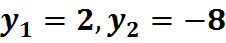 y₁ = 2, y₂ = −8